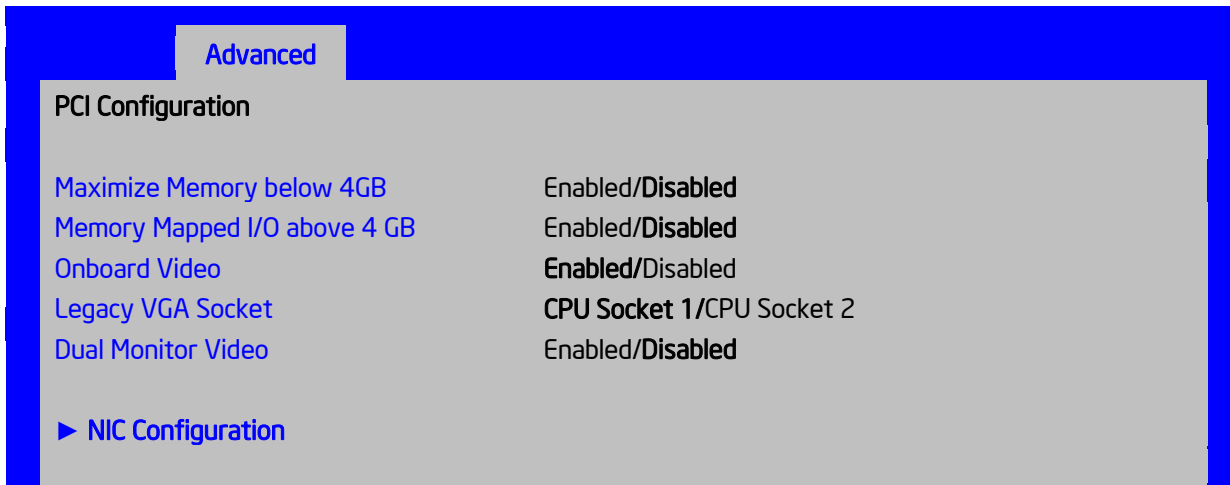 Advanced
PCI Configuration
Maximize Memory below 4GB Enabled/Disabled
Memory Mapped I/O above 4 GB Enabled/Disabled
Onboard Video Enabled/Disabled
Legacy VGA Socket CPU Socket 1/CPU Socket 2
Dual Monitor Video Enabled/Disabled
► NIC Configuration